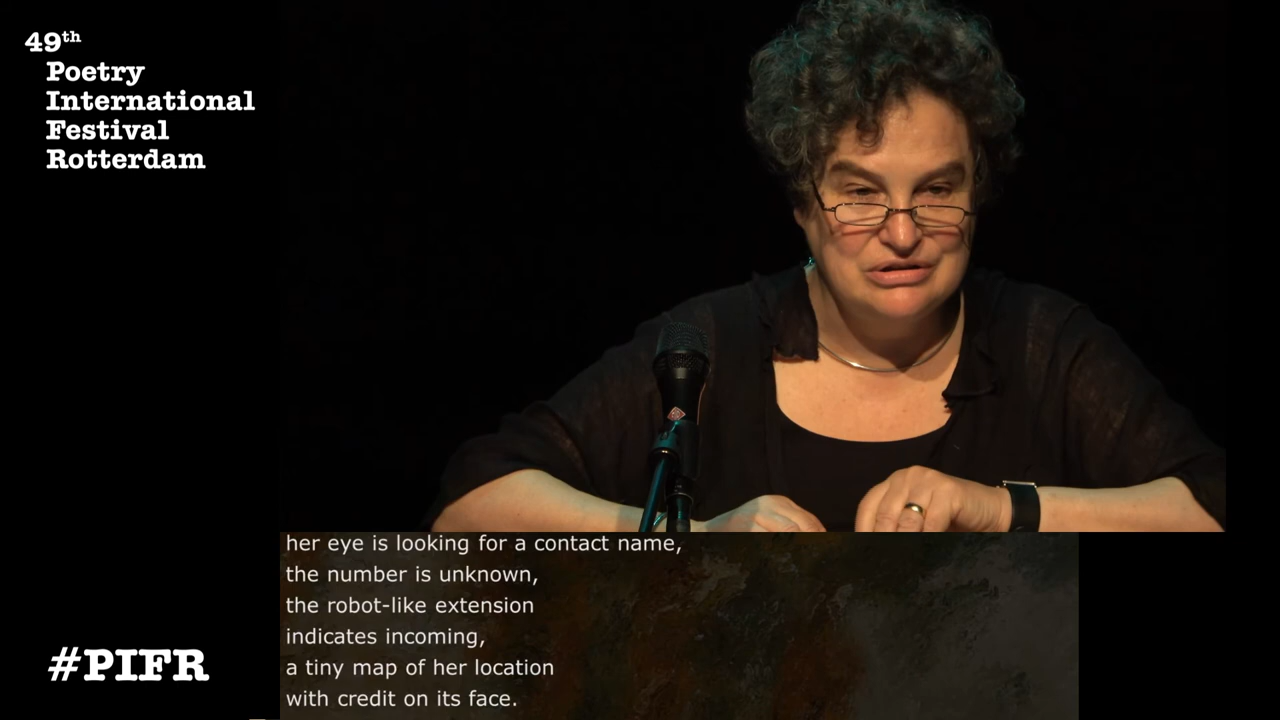 49th
Poetry
International
Festival
Rotterdam
her eye is looking for a contact name,
the number is unknown,
the robot-like extension
indicates incoming,
a tiny map of her location
with credit on its face.
#PIFR